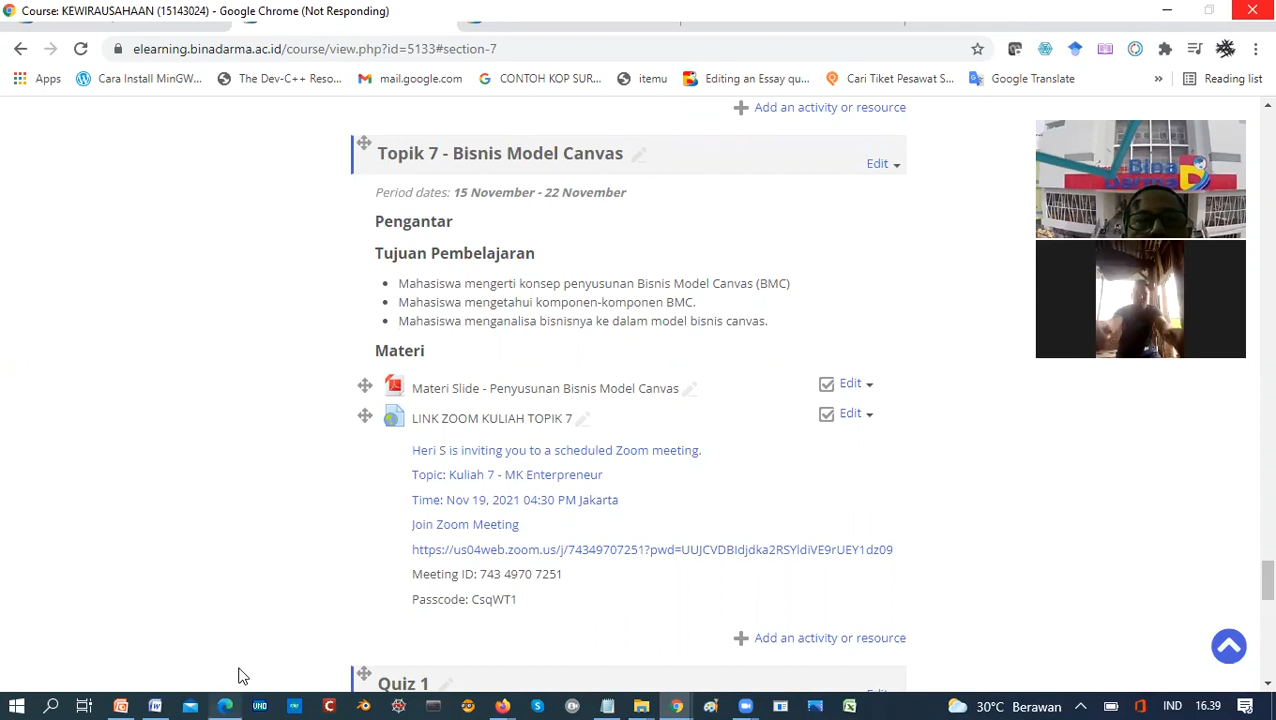 Course: KEWIRAUSAHAAN (15143024) - Google Chrome (Not Responding)
elearning.binadarma.ac.id/course/view.php?id=5133#section-7
Apps Cara Install MinGW... The Dev-C++ Reso... mail.google.com CONTOH KOP SUR... itemu Editing an Essay qu... Cari Tiket Pesawat S... Google Translate » Reading list
Add an activity or resource
Topik 7 - Bisnis Model Canvas
Edit
Period dates: 15 November - 22 November
Pengantar
Tujuan Pembelajaran
Mahasiswa mengerti konsep penyusunan Bisnis Model Canvas (BMC)
Mahasiswa mengetahui komponen-komponen BMC.
Mahasiswa menganalisa bisnisnya ke dalam model bisnis canvas.
Materi
Materi Slide - Penyusunan Bisnis Model Canvas Edit
LINK ZOOM KULIAH TOPIK 7 Edit
Heri S is inviting you to a scheduled Zoom meeting.
Topic: Kuliah 7 - MK Enterpreneur
Time: Nov 19, 2021 04:30 PM Jakarta
Join Zoom Meeting
https://us04web.zoom.us/j/74349707251?pwd=UUJCVDBIdjdka2RSYldiVE9rUEY1dz09
Meeting ID: 743 4970 7251
Passcode: CsqWT1
Add an activity or resource
Quiz 1
Edit
Bina
Darma
30°C Berawan IND 16.39